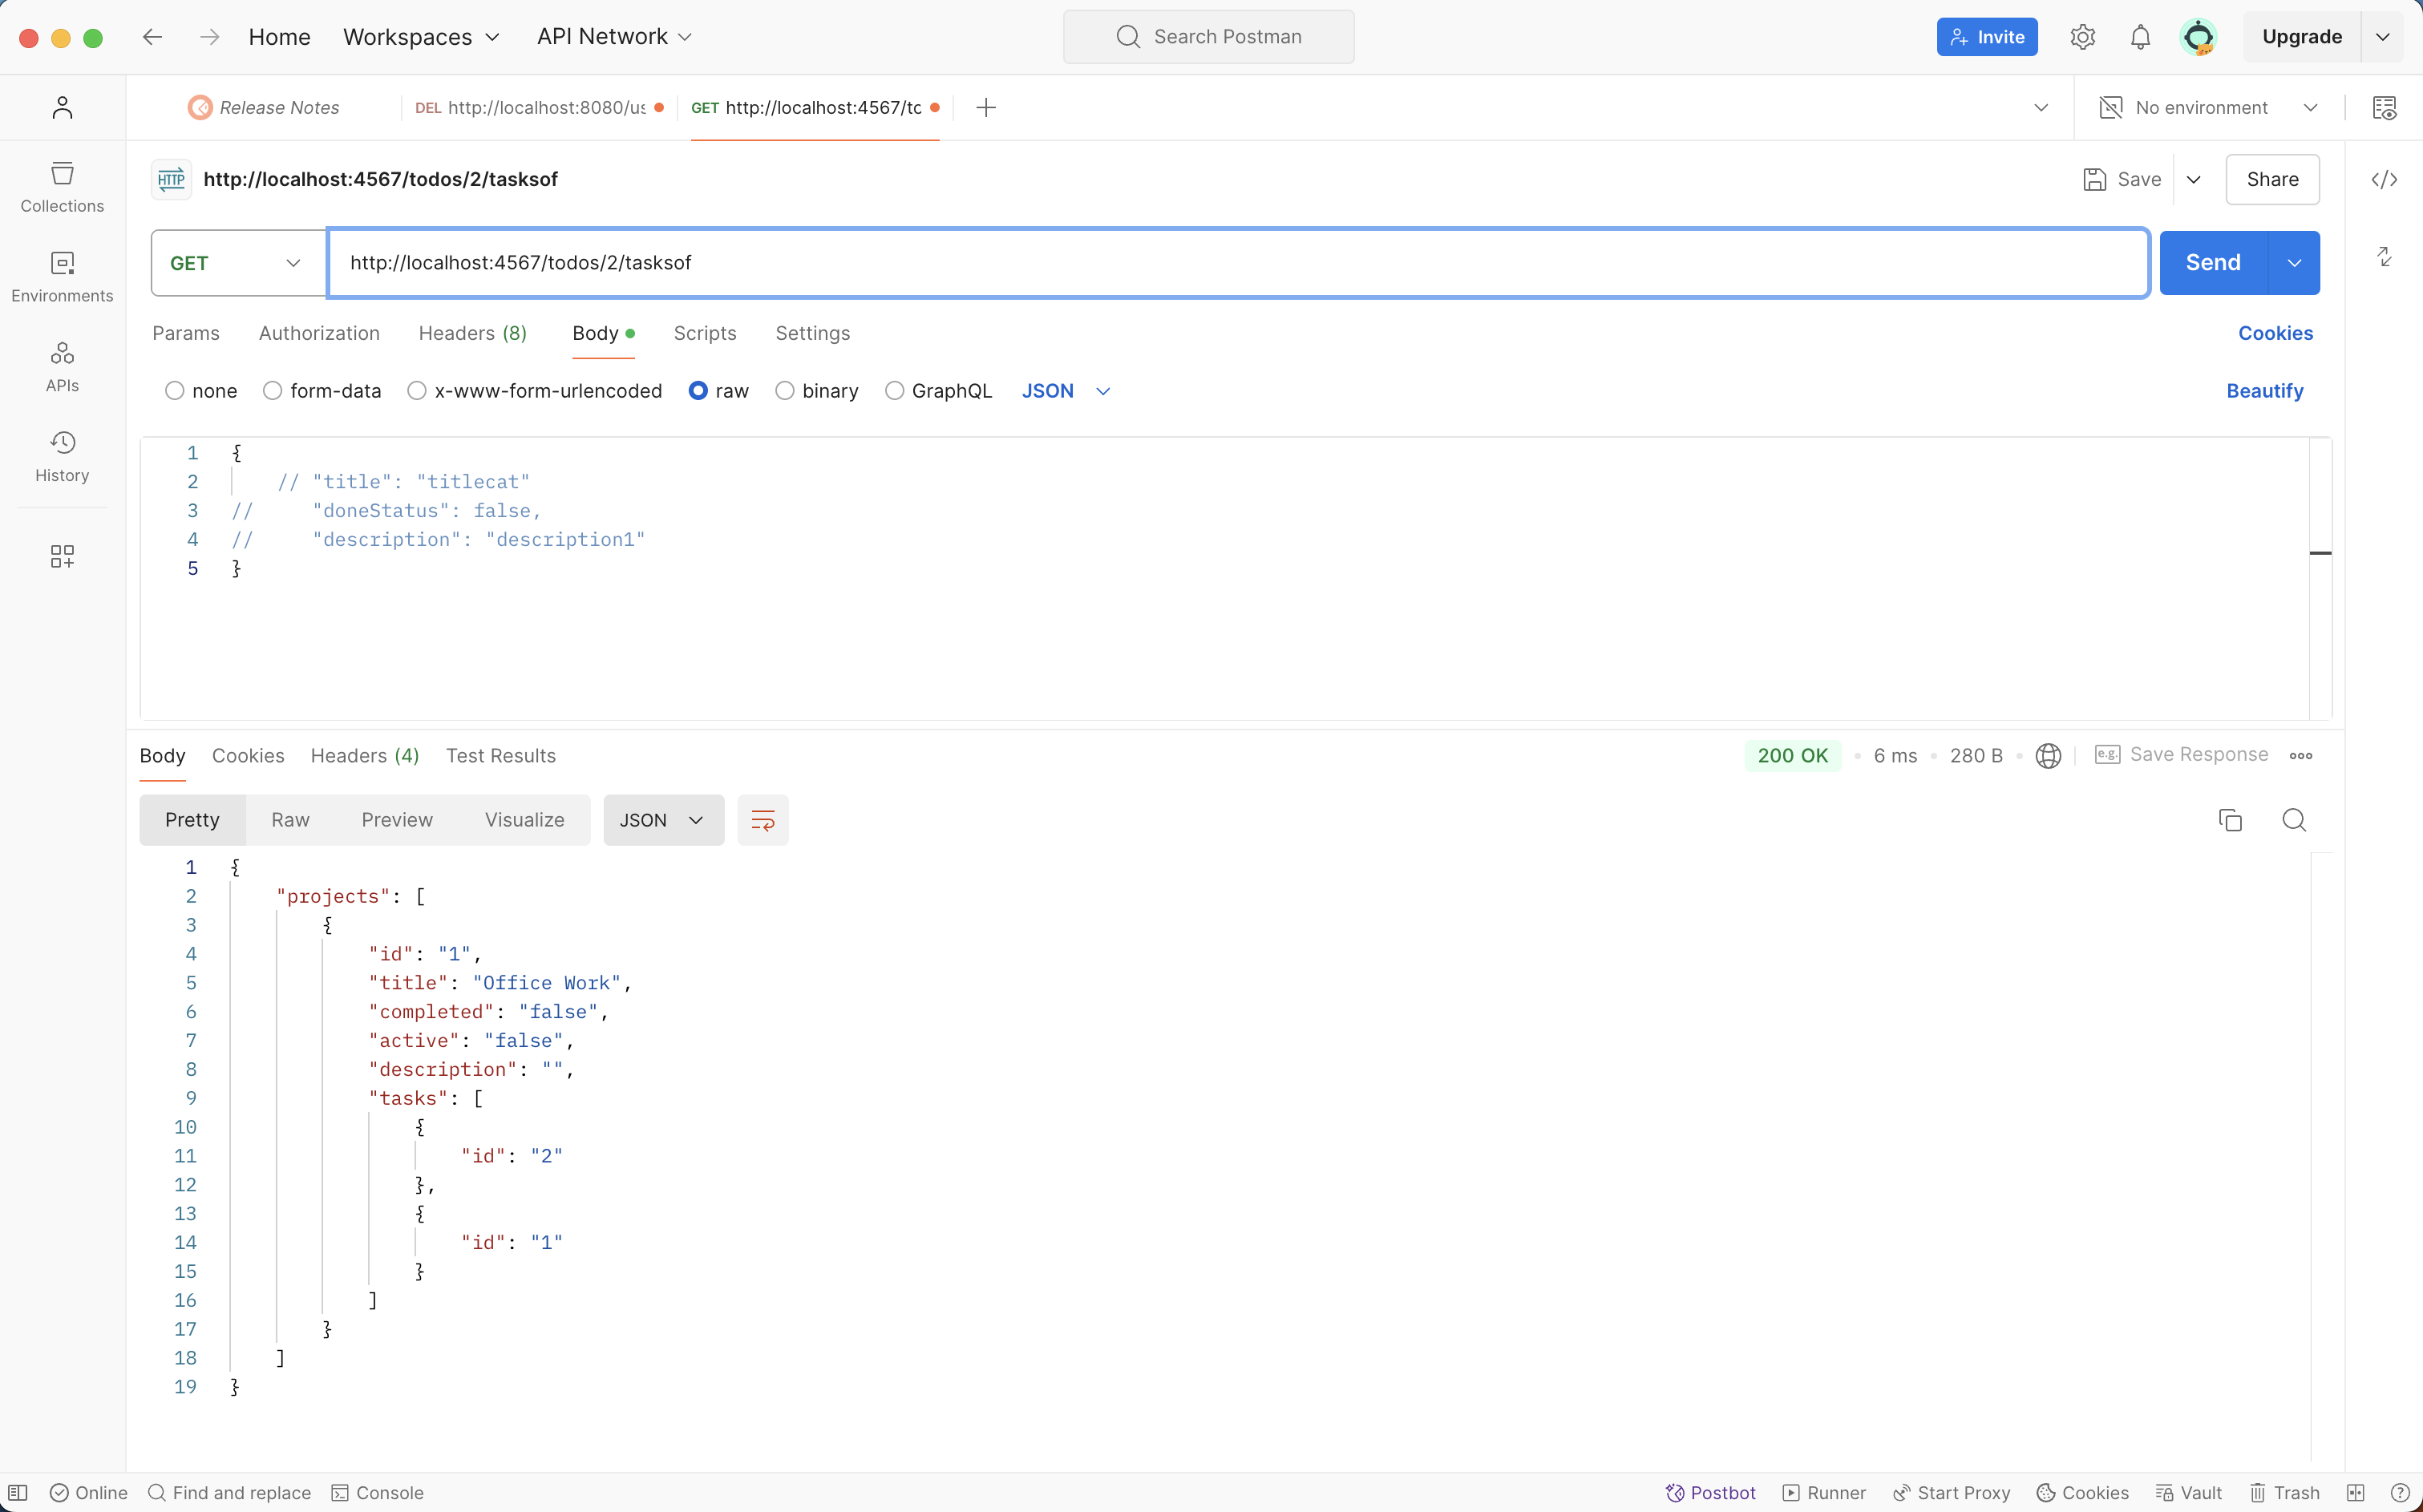 Home Workspaces API Network Search Postman Invite Upgrade
Release Notes DEL http://localhost:8080/us GET http://localhost:4567/tc No environment
HTTP http://localhost:4567/todos/2/tasksof Save Share
Collections
GET http://localhost:4567/todos/2/tasksof Send
Environments
Params Authorization Headers (8) Body Scripts Settings Cookies
APIs
none form-data x-www-form-urlencoded raw binary GraphQL JSON Beautify
History
1 {
2 // "title": "titlecat"
3 // "doneStatus": false,
4 // "description": "description1"
5 }
Body Cookies Headers (4) Test Results 200 OK 6 ms 280 B e.g. Save Response
Pretty Raw Preview Visualize JSON
1 {
2 "projects": [
3 {
4 "id": "1",
5 "title": "Office Work",
6 "completed": "false",
7 "active": "false",
8 "description": "",
9 "tasks": [
10 {
11 "id": "2"
12 },
13 {
14 "id": "1"
15 }
16 ]
17 }
18 ]
19 }
Online Find and replace Console Postbot Runner Start Proxy Cookies Vault Trash